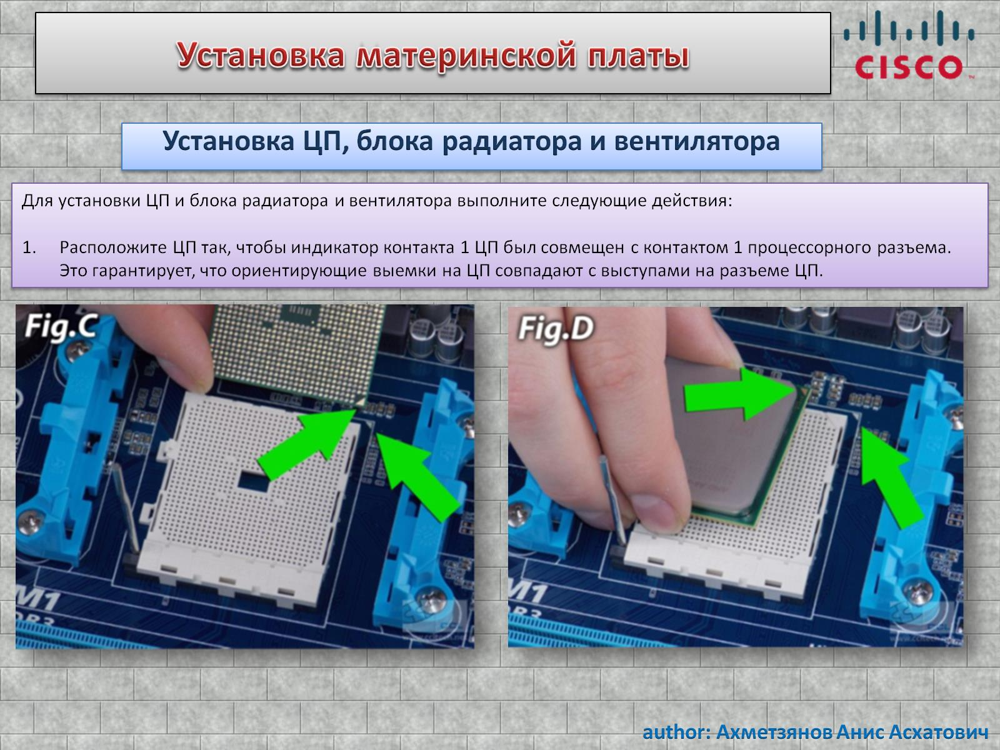 Установка материнской платы
CISCO
Установка ЦП, блока радиатора и вентилятора
Для установки ЦП и блока радиатора и вентилятора выполните следующие действия:
1. Расположите ЦП так, чтобы индикатор контакта 1 ЦП был совмещен с контактом 1 процессорного разъема.
Это гарантирует, что ориентирующие выемки на ЦП совпадают с выступами на разъеме ЦП.
Fig.C
Fig.D
author: Ахметзянов Анис Асхатович